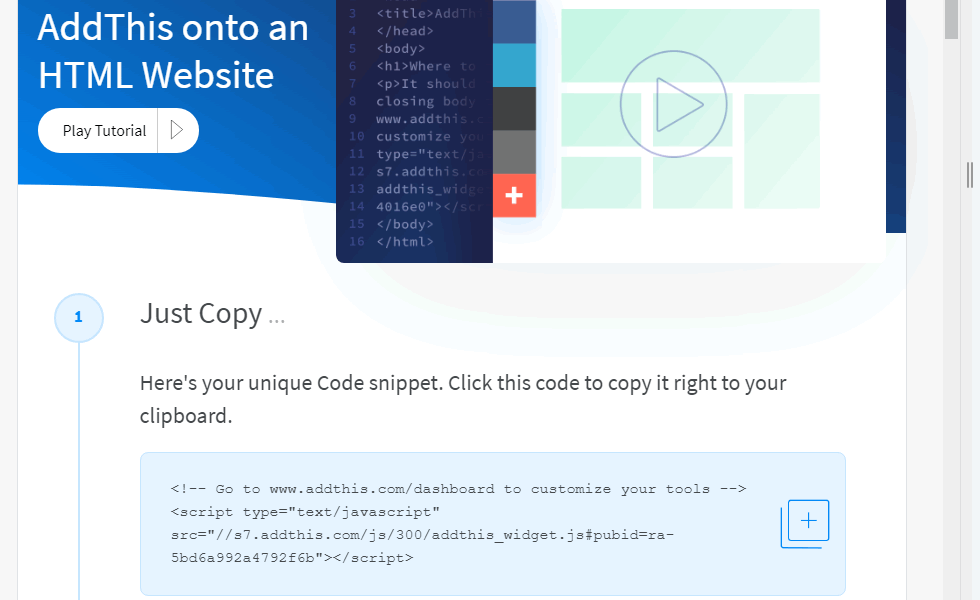 AddThis onto an
HTML Website
Play Tutorial
3 <title>AddTh
4 </head>
5 <body>
6 <h1>Where to
7 <p>It should
8 closing body
9 www.addthis.c
10 customize you
11 type="text/ja
12 s7.addthis.co
13 addthis_widge
14 4016e0"></scr
15 </body>
16 </html>
1
Just Copy ...
Here's your unique Code snippet. Click this code to copy it right to your
clipboard.
<!-- Go to www.addthis.com/dashboard to customize your tools -->
<script type="text/javascript"
src="//s7.addthis.com/js/300/addthis_widget.js#pubid=ra-
5bd6a992a4792f6b"></script>